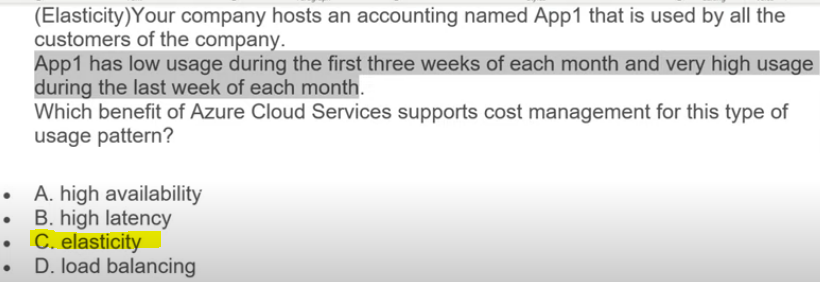 (Elasticity)Your company hosts an accounting named App1 that is used by all the
customers of the company.
App1 has low usage during the first three weeks of each month and very high usage
during the last week of each month.
Which benefit of Azure Cloud Services supports cost management for this type of
usage pattern?
• A. high availability
• B. high latency
• C. elasticity
• D. load balancing